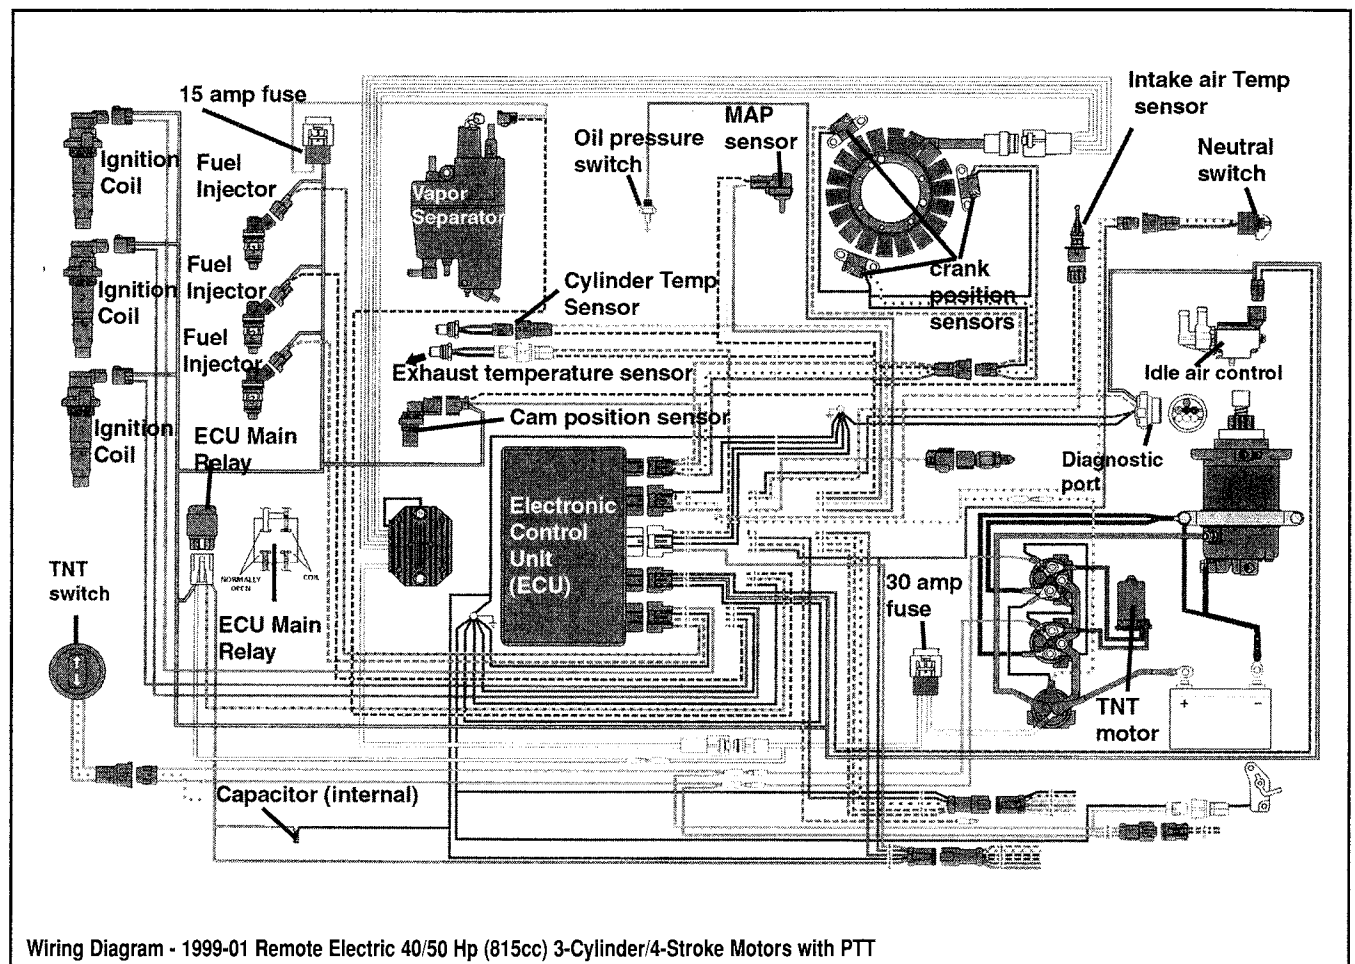 15 amp fuse
Ignition
Coil
Fuel
Injector
Vapor
Separator
Oil pressure
switch
MAP
sensor
Intake air Temp
sensor
Neutral
switch
Ignition
Coil
Fuel
Injector
Cylinder Temp
Sensor
crank
position
sensors
Fuel
Injector
Exhaust temperature sensor
Idle air control
Ignition
Coil
Cam position sensor
ECU Main
Relay
Diagnostic
port
Electronic
Control
Unit
(ECU)
NORMALLY
OPEN
COIL
TNT
switch
ECU Main
Relay
30 amp
fuse
TNT
motor
+
−
Capacitor (internal)
Wiring Diagram - 1999-01 Remote Electric 40/50 Hp (815cc) 3-Cylinder/4-Stroke Motors with PTT